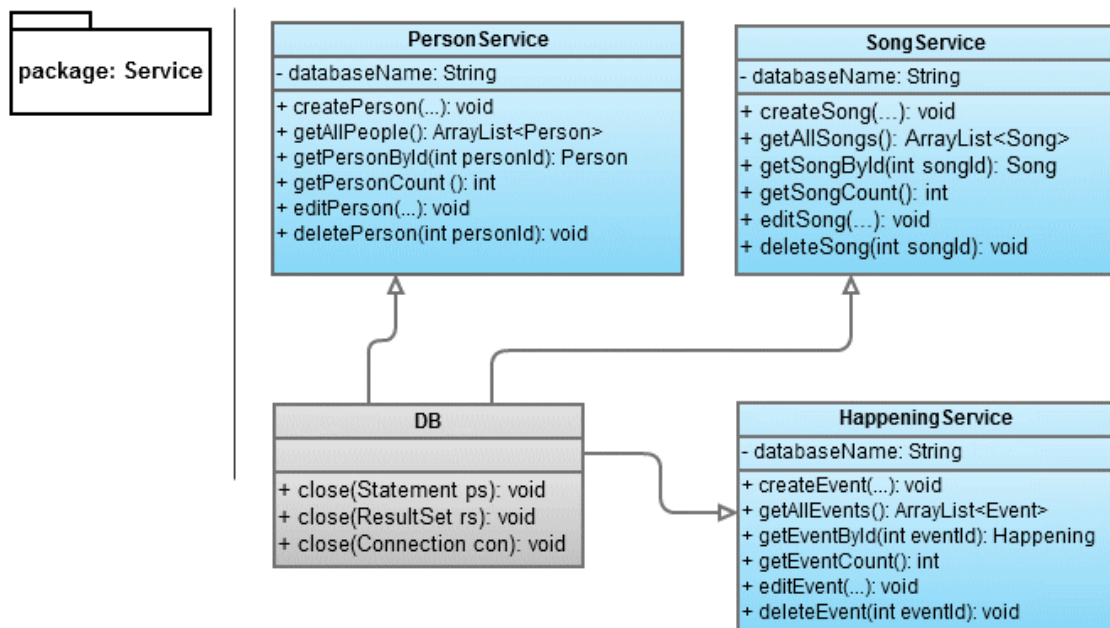 package: Service
PersonService
- databaseName: String
+ createPerson(...): void
+ getAllPeople(): ArrayList<Person>
+ getPersonById(int personId): Person
+ getPersonCount (): int
+ editPerson(...): void
+ deletePerson(int personId): void
SongService
- databaseName: String
+ createSong(...): void
+ getAllSongs(): ArrayList<Song>
+ getSongById(int songId): Song
+ getSongCount(): int
+ editSong(...): void
+ deleteSong(int songId): void
DB
+ close(Statement ps): void
+ close(ResultSet rs): void
+ close(Connection con): void
HappeningService
- databaseName: String
+ createEvent(...): void
+ getAllEvents(): ArrayList<Event>
+ getEventById(int eventId): Happening
+ getEventCount(): int
+ editEvent(...): void
+ deleteEvent(int eventId): void